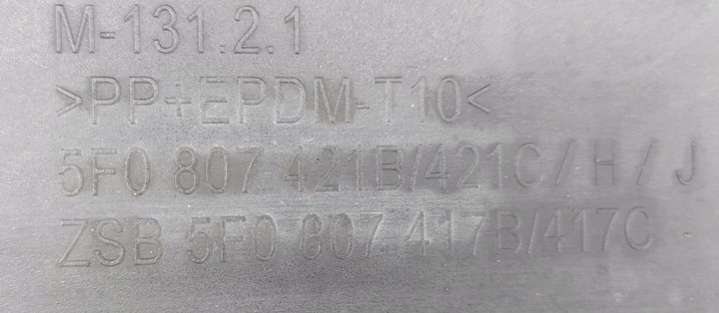 M-131.2.1
>PP+EPDM-T10<
5F0 807 421B/421C/H/J
ZSB 5F0 807 417B/417C